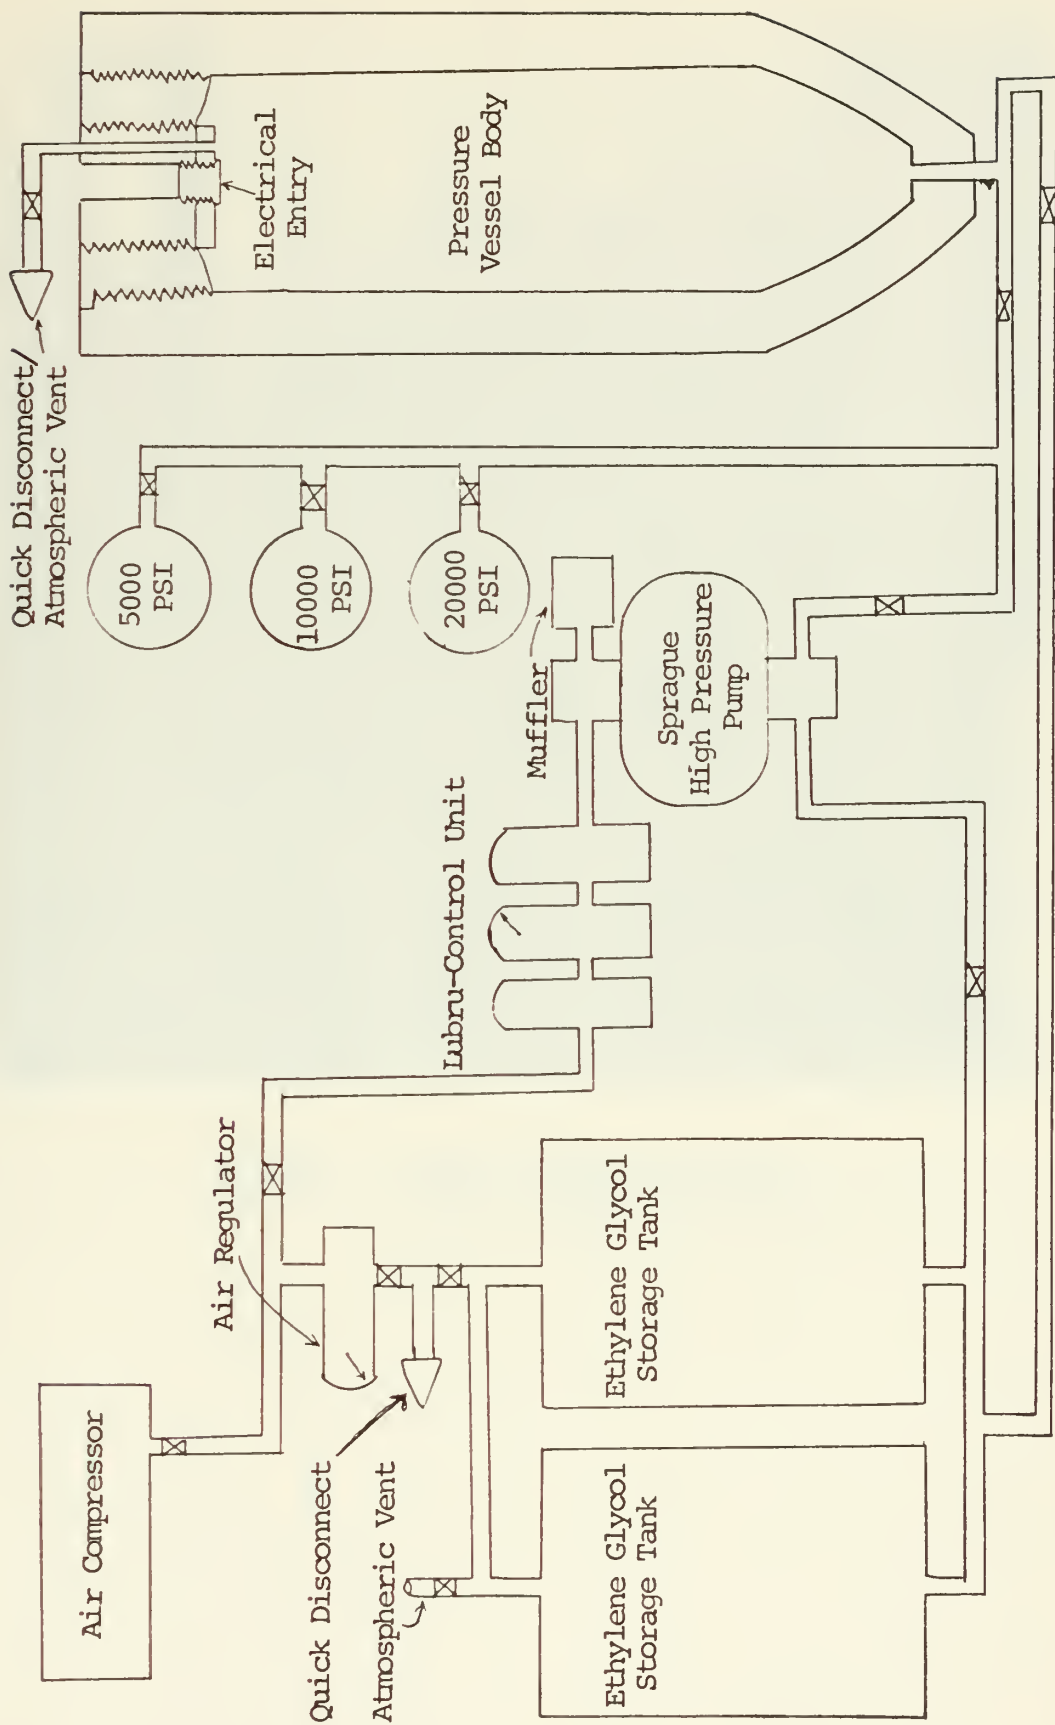 Air Compressor
Quick Disconnect
Atmospheric Vent
Air Regulator
Ethylene Glycol
Storage Tank
Ethylene Glycol
Storage Tank
Lubru-Control Unit
Muffler
Sprague
High Pressure
Pump
5000
PSI
10000
PSI
20000
PSI
Quick Disconnect/
Atmospheric Vent
Electrical
Entry
Pressure
Vessel Body